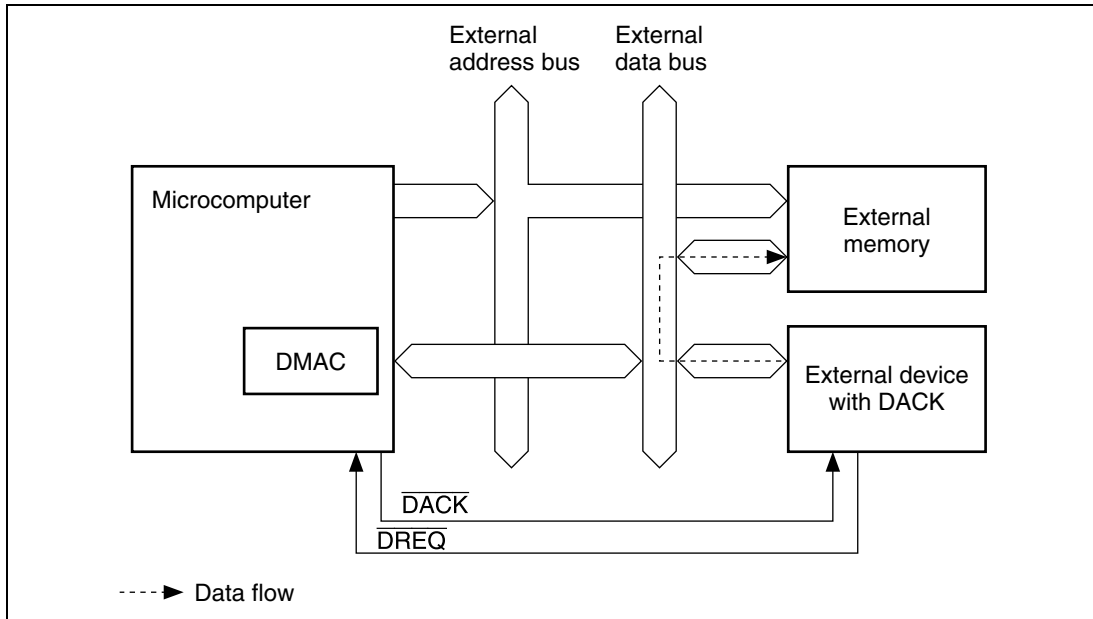 External
address bus
External
data bus
Microcomputer
External
memory
DMAC
External device
with DACK
DACK
DREQ
Data flow